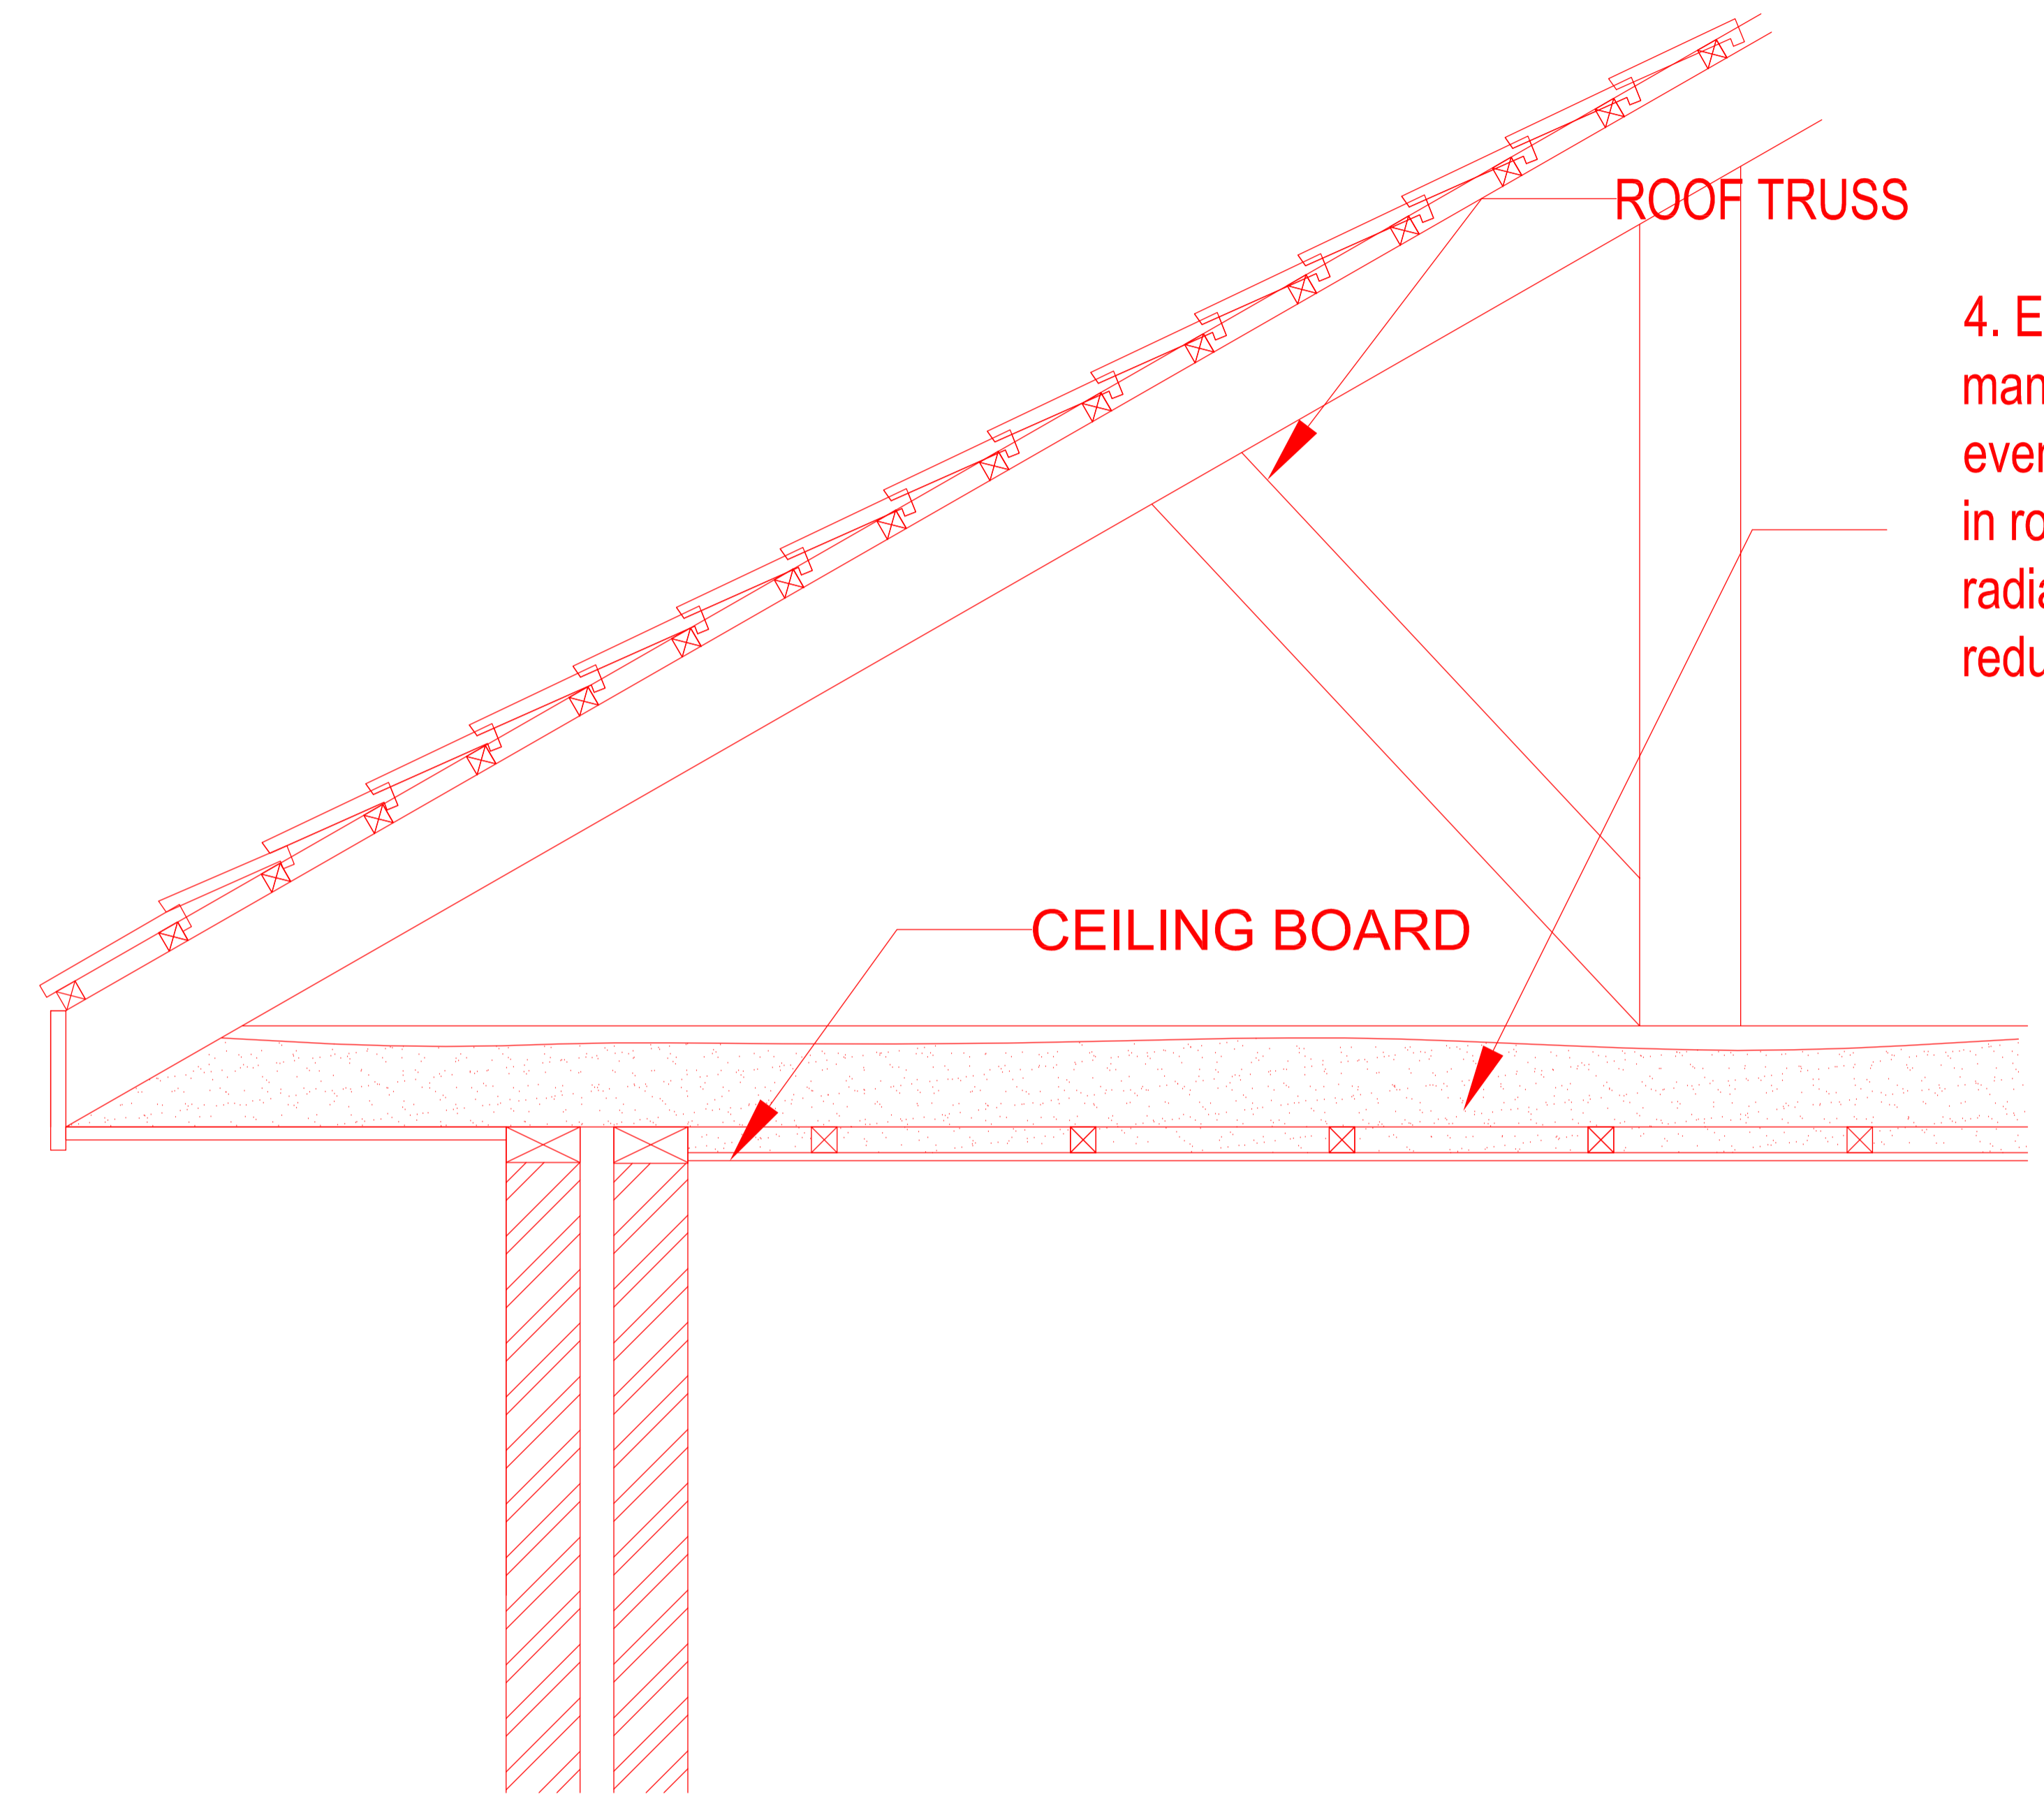 ROOF TRUSS
4. E
man
ever
in ro
radia
redu
CEILING BOARD